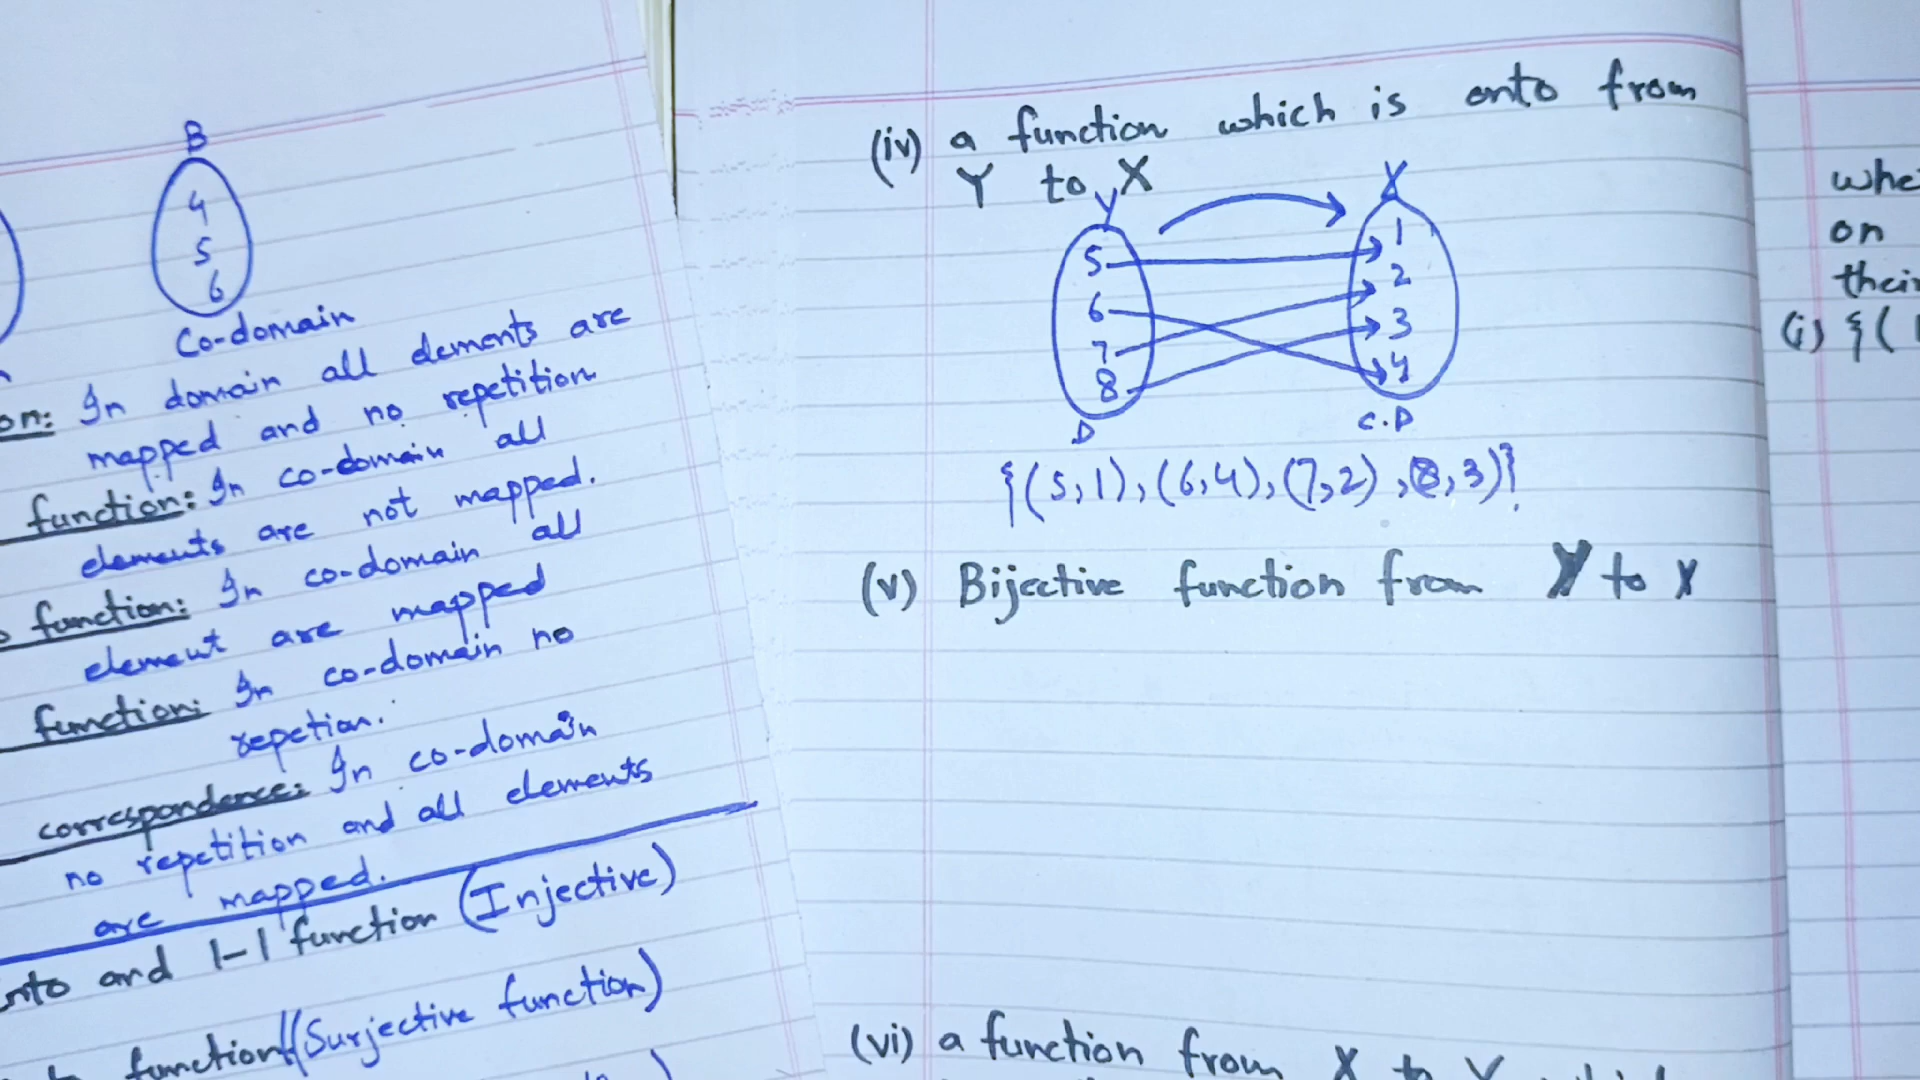 B
4
5
6
Co-domain
on: In domain all elements are
mapped and no repetition
function: In co-domain all
elements are not mapped.
function: In co-domain all
element are mapped
function: In co-domain no
repetion.
correspondence: In co-domain
no repetition and all elements
are mapped.
onto and 1-1 function (Injective)
function (Surjective function)
(iv) a function which is onto from
Y to X
Y X
5 1
6 2
7 3
8 4
D C.D
{(5,1),(6,4),(7,2),(8,3)}
(v) Bijective function from Y to X
(vi) a function from X to Y
whe
on
their
(i) {(1